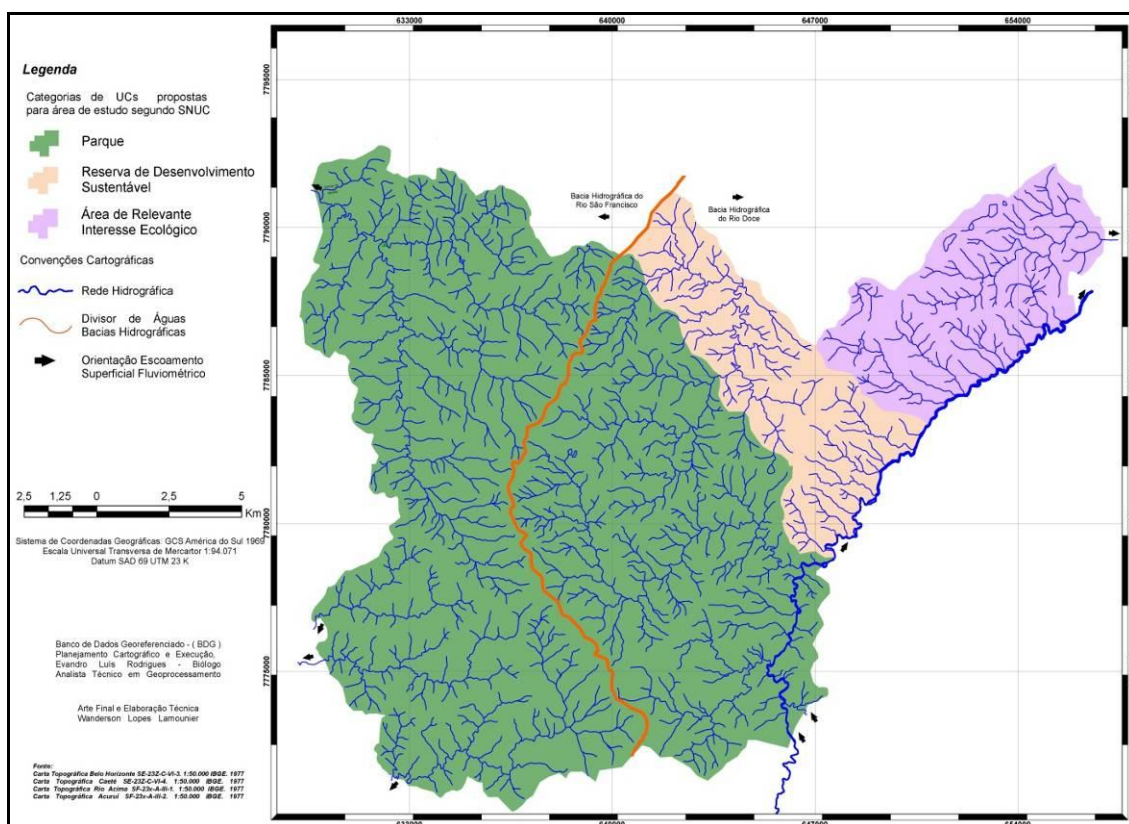 Legenda
Categorias de UCs propostas
para área de estudo segundo SNUC
Parque
Reserva de Desenvolvimento
Sustentável
Área de Relevante
Interesse Ecológico
Convenções Cartográficas
Rede Hidrográfica
Divisor de Águas
Bacias Hidrográficas
Orientação Escoamento
Superficial Fluviométrico
2,5 1,25 0 2,5 5
Km
Sistema de Coordenadas Geográficas: GCS América do Sul 1969
Escala Universal Transversa de Mercartor 1:94.071
Datum SAD 69 UTM 23 K
Banco de Dados Georeferenciado - ( BDG )
Planejamento Cartográfico e Execução,
Evandro Luís Rodrigues - Biólogo
Analista Técnico em Geoprocessamento
Arte Final e Elaboração Técnica
Wanderson Lopes Lamounier
Fonte:
Carta Topográfica Belo Horizonte SE-23Z-C-VI-3. 1:50.000 IBGE. 1977
Carta Topográfica Caeté SE-23Z-C-VI-4. 1:50.000 IBGE. 1977
Carta Topográfica Rio Acima SF-23x-A-III-1. 1:50.000 IBGE. 1977
Carta Topográfica Acuruí SF-23x-A-III-2. 1:50.000 IBGE. 1977
633000 640000 647000 654000
7795000
7790000
7785000
7780000
7775000
Bacia Hidrográfica do
Rio São Francisco
Bacia Hidrográfica
do Rio Doce
633000 640000 647000 654000